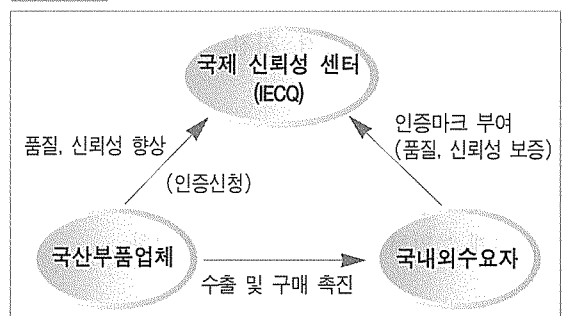 국제 신뢰성 센터
(IECQ)
품질, 신뢰성 향상
인증마크 부여
(품질, 신뢰성 보증)
(인증신청)
국산부품업체
국내외수요자
수출 및 구매 촉진